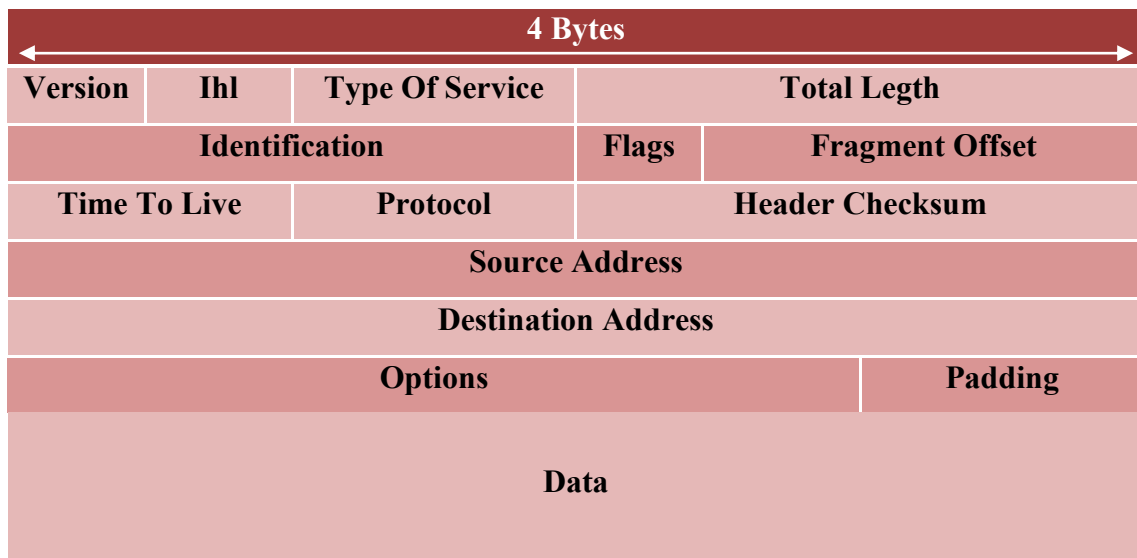 4 Bytes
Version Ihl Type Of Service Total Legth
Identification Flags Fragment Offset
Time To Live Protocol Header Checksum
Source Address
Destination Address
Options Padding
Data